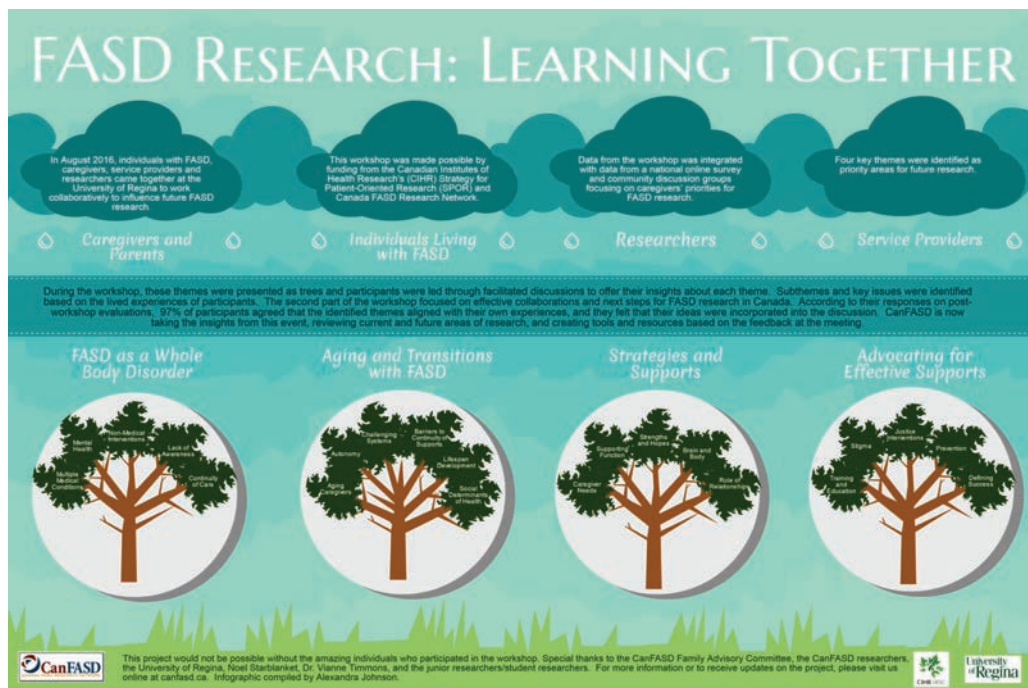 FASD RESEARCH: LEARNING TOGETHER
In August 2016, individuals with FASD,
caregivers, service providers and
researchers came together at the
University of Regina to work
collaboratively to influence future FASD
research.
This workshop was made possible by
funding from the Canadian Institutes of
Health Research's (CIHR) Strategy for
Patient-Oriented Research (SPOR) and
Canada FASD Research Network.
Data from the workshop was integrated
with data from a national online survey
and community discussion groups
focusing on caregivers' priorities for
FASD research.
Four key themes were identified as
priority areas for future research.
Caregivers and
Parents
Individuals Living
with FASD
Researchers
Service Providers
During the workshop, these themes were presented as trees and participants were led through facilitated discussions to offer their insights about each theme. Subthemes and key issues were identified
based on the lived experiences of participants. The second part of the workshop focused on effective collaborations and next steps for FASD research in Canada. According to their responses on post-
workshop evaluations, 97% of participants agreed that the identified themes aligned with their own experiences, and they felt that their ideas were incorporated into the discussion. CanFASD is now
taking the insights from this event, reviewing current and future areas of research, and creating tools and resources based on the feedback at the meeting.
FASD as a Whole
Body Disorder
Mental
Health
Non-Medical
Interventions
Lack of
Awareness
Multiple
Medical
Conditions
Continuity
of Care
Aging and Transitions
with FASD
Autonomy
Challenging
Systems
Barriers to
Continuity of
Supports
Lifespan
Development
Aging
Caregivers
Social
Determinants
of Health
Strategies and
Supports
Supporting
Function
Strengths
and Hopes
Brain and
Body
Caregiver
Needs
Role of
Relationships
Advocating for
Effective Supports
Stigma
Justice
Interventions
Prevention
Training
and
Education
Defining
Success
CanFASD
This project would not be possible without the amazing individuals who participated in the workshop. Special thanks to the CanFASD Family Advisory Committee, the CanFASD researchers,
the University of Regina, Noel Starblanket, Dr. Vianne Timmons, and the junior researchers/student researchers. For more information or to receive updates on the project, please visit us
online at canfasd.ca. Infographic compiled by Alexandra Johnson.
CIHR IRSC
University
of Regina